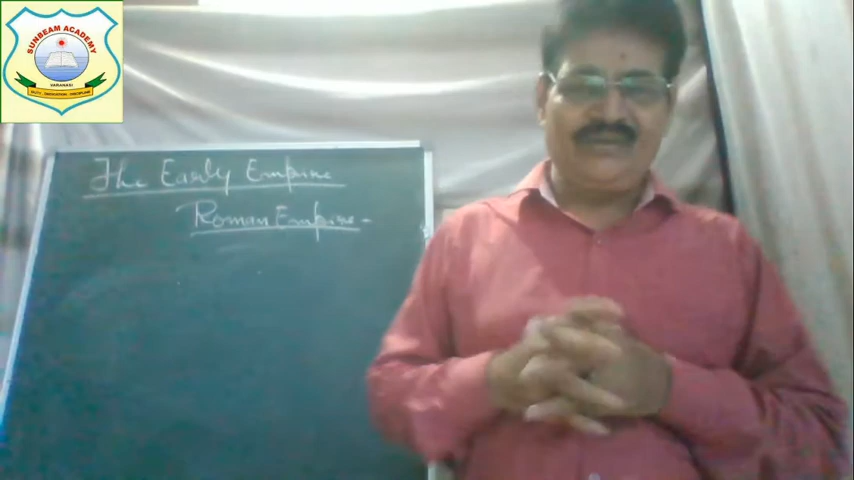 SUNBEAM ACADEMY
VARANASI
The Early Empire
Roman Empire -